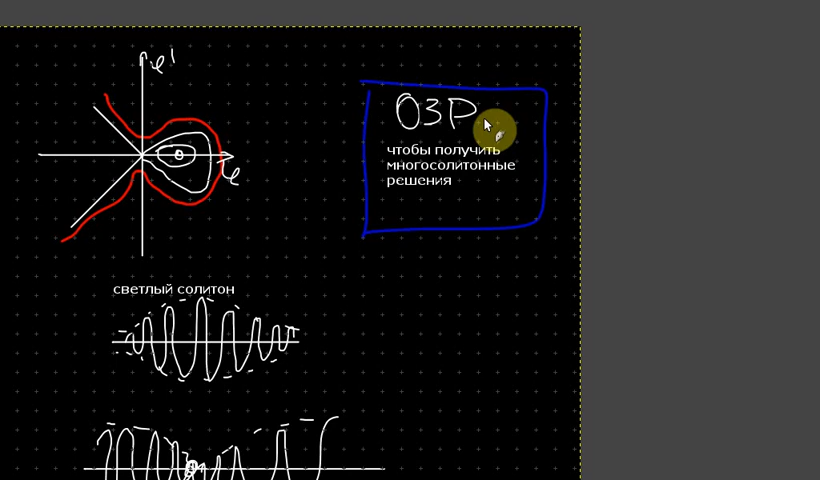 φ'
φ
ОЗР
чтобы получить
многосолитонные
решения
светлый солитон